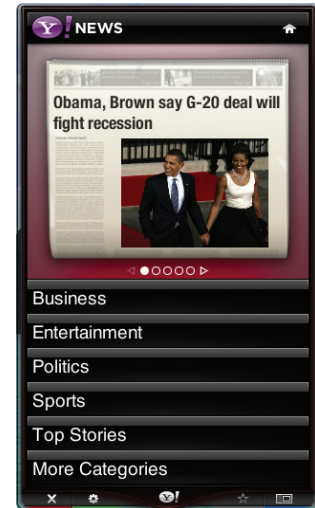 Y! NEWS
Obama, Brown say G-20 deal will
fight recession
Business
Entertainment
Politics
Sports
Top Stories
More Categories
Y!